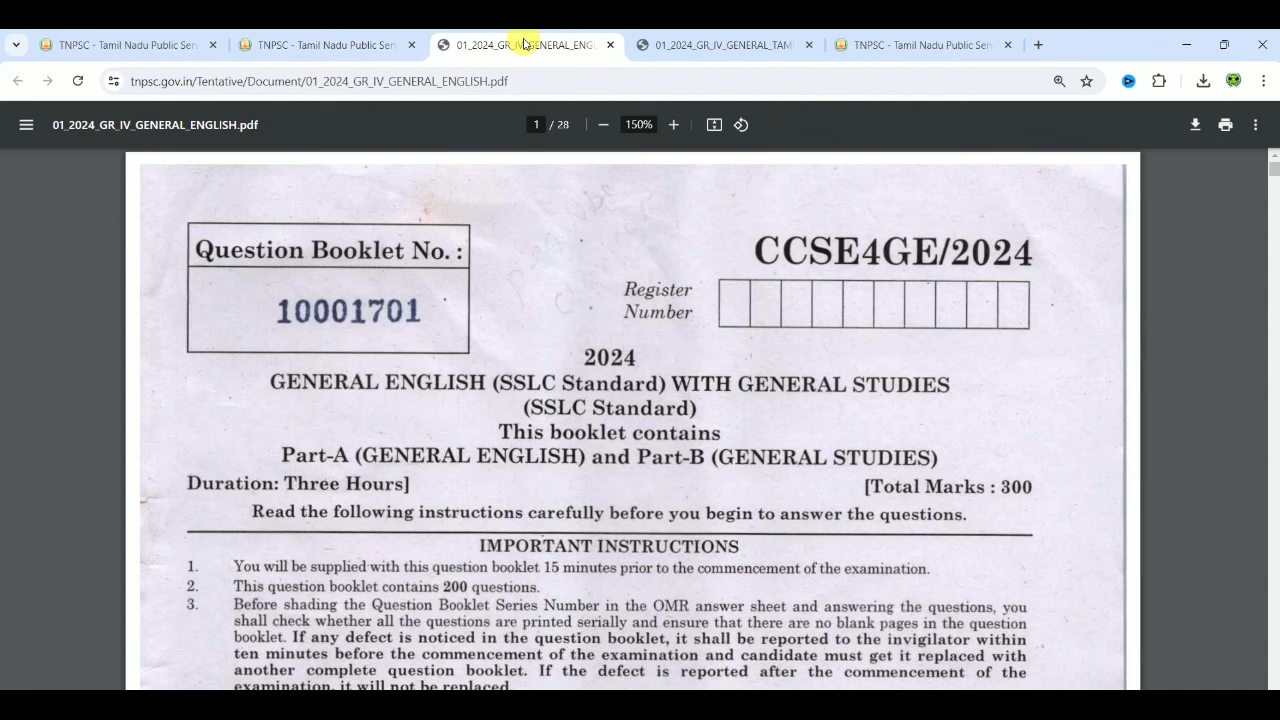 TNPSC - Tamil Nadu Public Ser
TNPSC - Tamil Nadu Public Ser
01_2024_GR_IV_GENERAL_ENGL
01_2024_GR_IV_GENERAL_TAM
TNPSC - Tamil Nadu Public Ser
tnpsc.gov.in/Tentative/Document/01_2024_GR_IV_GENERAL_ENGLISH.pdf
01_2024_GR_IV_GENERAL_ENGLISH.pdf
1 / 28
150%
Question Booklet No. :
10001701
CCSE4GE/2024
Register
Number
2024
GENERAL ENGLISH (SSLC Standard) WITH GENERAL STUDIES
(SSLC Standard)
This booklet contains
Part-A (GENERAL ENGLISH) and Part-B (GENERAL STUDIES)
Duration: Three Hours] [Total Marks : 300
Read the following instructions carefully before you begin to answer the questions.
IMPORTANT INSTRUCTIONS
1. You will be supplied with this question booklet 15 minutes prior to the commencement of the examination.
2. This question booklet contains 200 questions.
3. Before shading the Question Booklet Series Number in the OMR answer sheet and answering the questions, you
shall check whether all the questions are printed serially and ensure that there are no blank pages in the question
booklet. If any defect is noticed in the question booklet, it shall be reported to the invigilator within
ten minutes before the commencement of the examination and candidate must get it replaced with
another complete question booklet. If the defect is reported after the commencement of the
examination, it will not be replaced.